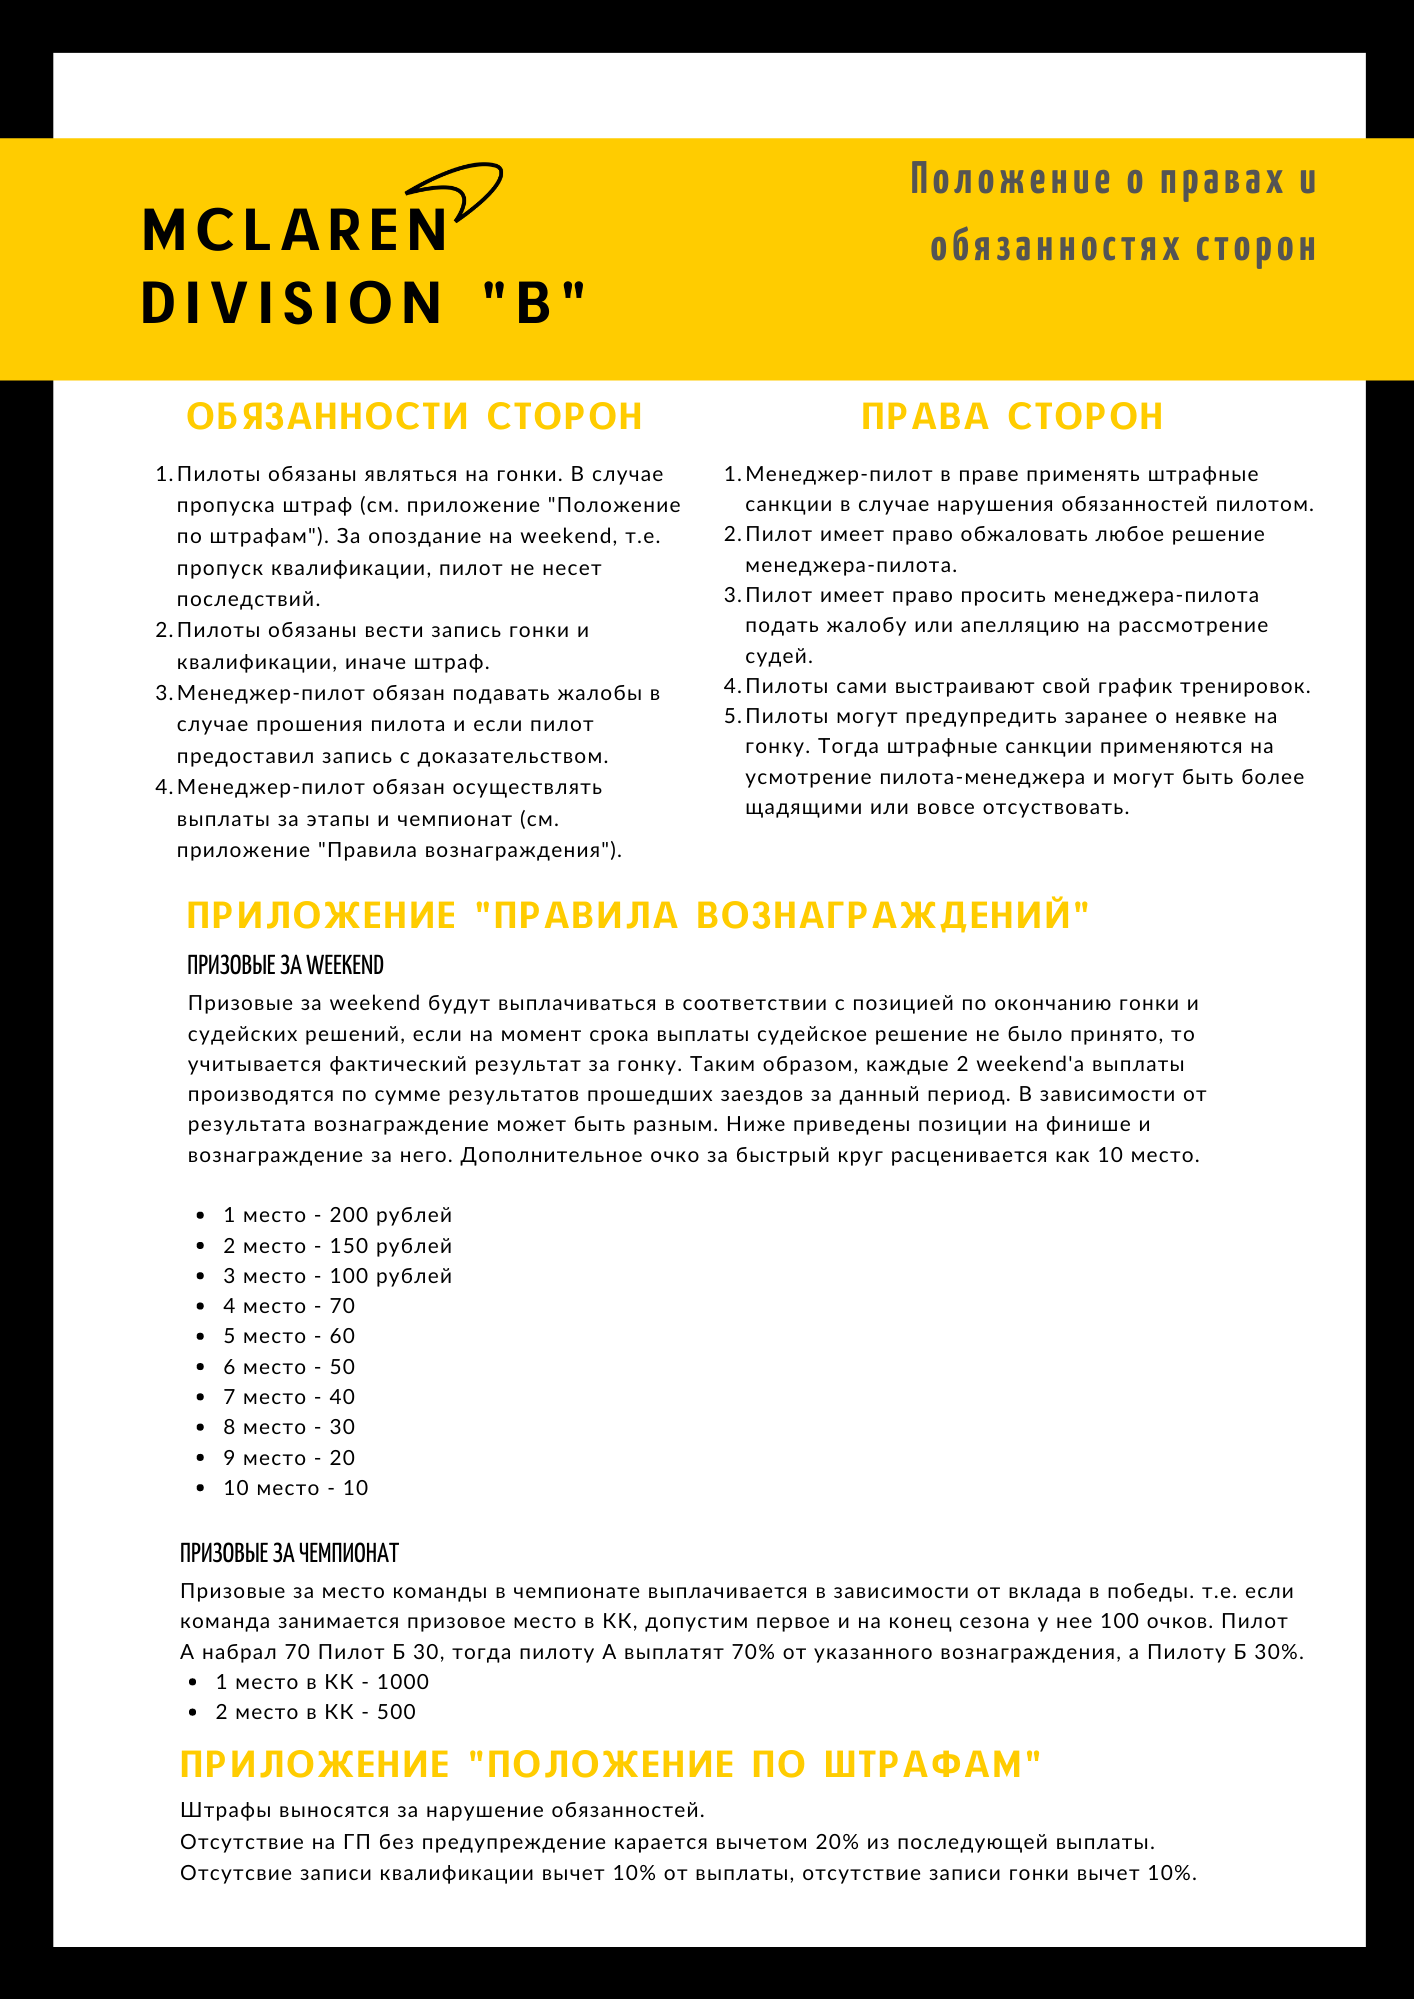 MCLAREN
DIVISION "B"
Положение о правах и
обязанностях сторон
ОБЯЗАННОСТИ СТОРОН
1. Пилоты обязаны являться на гонки. В случае
пропуска штраф (см. приложение "Положение
по штрафам"). За опоздание на weekend, т.е.
пропуск квалификации, пилот не несет
последствий.
2. Пилоты обязаны вести запись гонки и
квалификации, иначе штраф.
3. Менеджер-пилот обязан подавать жалобы в
случае прошения пилота и если пилот
предоставил запись с доказательством.
4. Менеджер-пилот обязан осуществлять
выплаты за этапы и чемпионат (см.
приложение "Правила вознаграждения").
ПРАВА СТОРОН
1. Менеджер-пилот в праве применять штрафные
санкции в случае нарушения обязанностей пилотом.
2. Пилот имеет право обжаловать любое решение
менеджера-пилота.
3. Пилот имеет право просить менеджера-пилота
подать жалобу или апелляцию на рассмотрение
судей.
4. Пилоты сами выстраивают свой график тренировок.
5. Пилоты могут предупредить заранее о неявке на
гонку. Тогда штрафные санкции применяются на
усмотрение пилота-менеджера и могут быть более
щадящими или вовсе отсуствовать.
ПРИЛОЖЕНИЕ "ПРАВИЛА ВОЗНАГРАЖДЕНИЙ"
ПРИЗОВЫЕ ЗА WEEKEND
Призовые за weekend будут выплачиваться в соответствии с позицией по окончанию гонки и
судейских решений, если на момент срока выплаты судейское решение не было принято, то
учитывается фактический результат за гонку. Таким образом, каждые 2 weekend'а выплаты
производятся по сумме результатов прошедших заездов за данный период. В зависимости от
результата вознаграждение может быть разным. Ниже приведены позиции на финише и
вознаграждение за него. Дополнительное очко за быстрый круг расценивается как 10 место.
• 1 место - 200 рублей
• 2 место - 150 рублей
• 3 место - 100 рублей
• 4 место - 70
• 5 место - 60
• 6 место - 50
• 7 место - 40
• 8 место - 30
• 9 место - 20
• 10 место - 10
ПРИЗОВЫЕ ЗА ЧЕМПИОНАТ
Призовые за место команды в чемпионате выплачивается в зависимости от вклада в победы. т.е. если
команда занимается призовое место в КК, допустим первое и на конец сезона у нее 100 очков. Пилот
А набрал 70 Пилот Б 30, тогда пилоту А выплатят 70% от указанного вознаграждения, а Пилоту Б 30%.
• 1 место в КК - 1000
• 2 место в КК - 500
ПРИЛОЖЕНИЕ "ПОЛОЖЕНИЕ ПО ШТРАФАМ"
Штрафы выносятся за нарушение обязанностей.
Отсутствие на ГП без предупреждение карается вычетом 20% из последующей выплаты.
Отсутсвие записи квалификации вычет 10% от выплаты, отсутствие записи гонки вычет 10%.